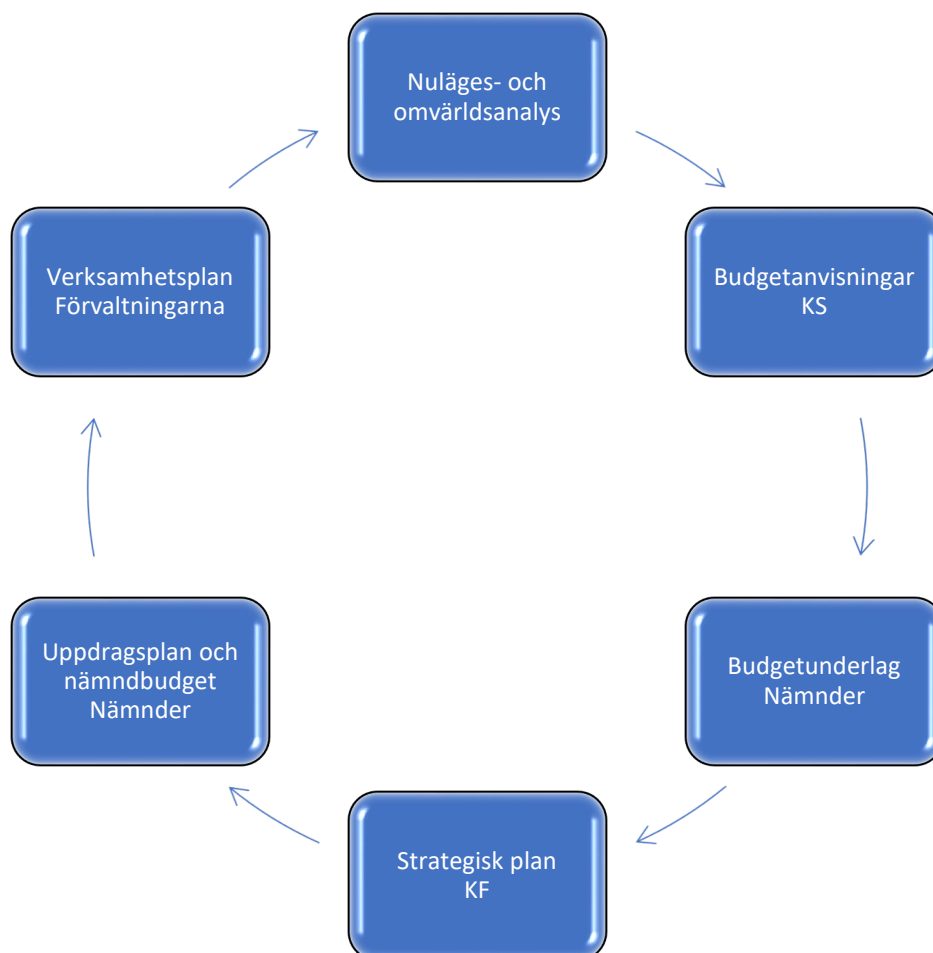 Nuläges- och
omvärldsanalys
Budgetanvisningar
KS
Budgetunderlag
Nämnder
Strategisk plan
KF
Uppdragsplan och
nämndbudget
Nämnder
Verksamhetsplan
Förvaltningarna